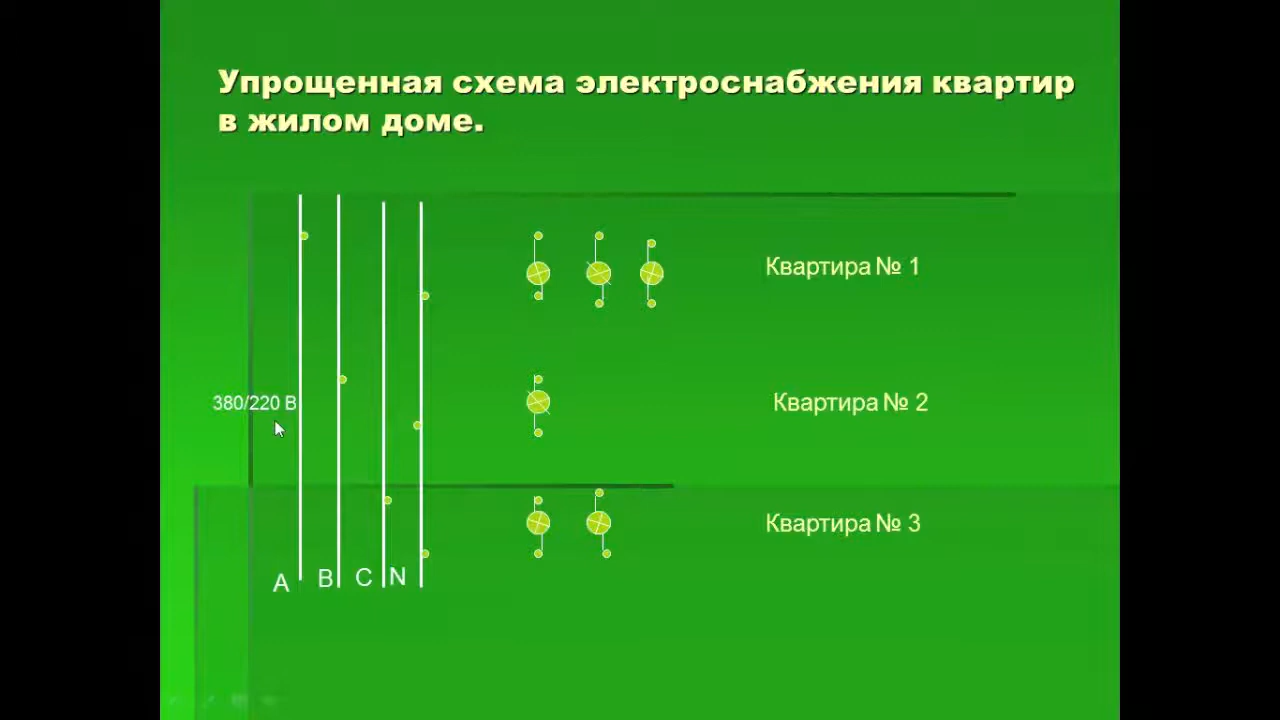 Упрощенная схема электроснабжения квартир
в жилом доме.
Квартира № 1
380/220 В
Квартира № 2
Квартира № 3
A B C N